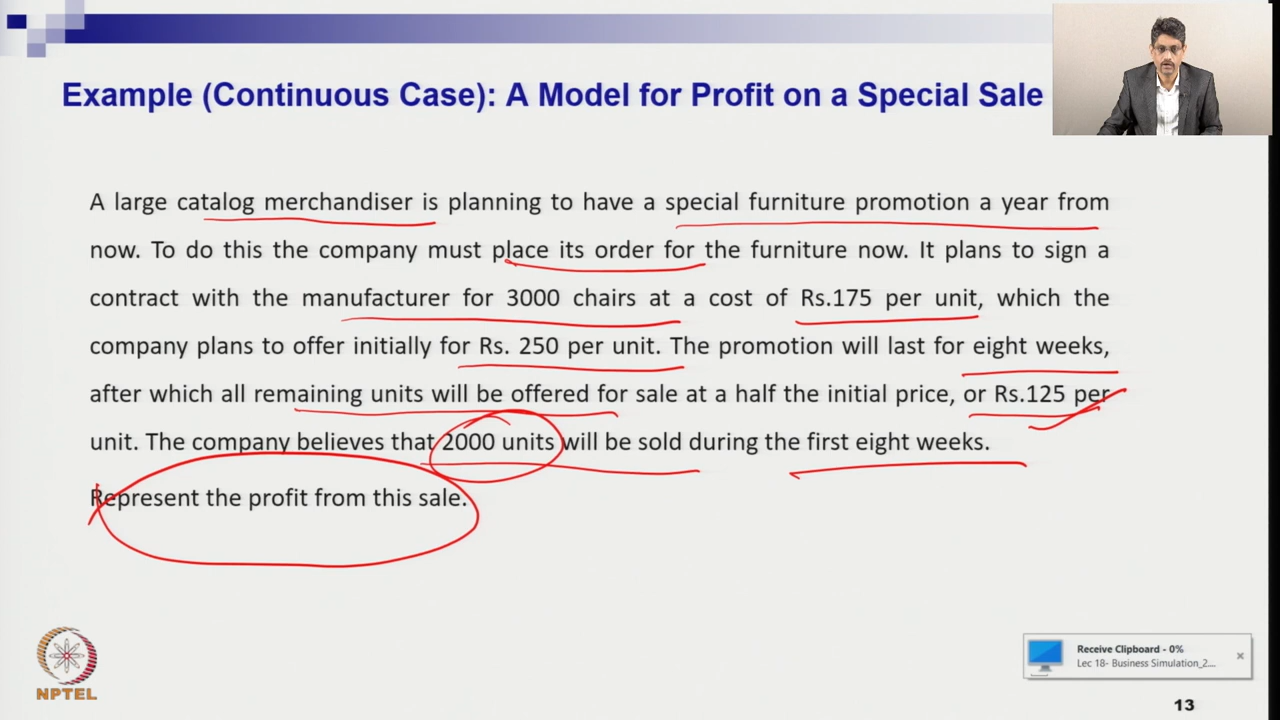 Example (Continuous Case): A Model for Profit on a Special Sale
A large catalog merchandiser is planning to have a special furniture promotion a year from
now. To do this the company must place its order for the furniture now. It plans to sign a
contract with the manufacturer for 3000 chairs at a cost of Rs.175 per unit, which the
company plans to offer initially for Rs. 250 per unit. The promotion will last for eight weeks,
after which all remaining units will be offered for sale at a half the initial price, or Rs.125 per
unit. The company believes that 2000 units will be sold during the first eight weeks.
Represent the profit from this sale.
Receive Clipboard - 0%
Lec 18- Business Simulation_2...
NPTEL
13